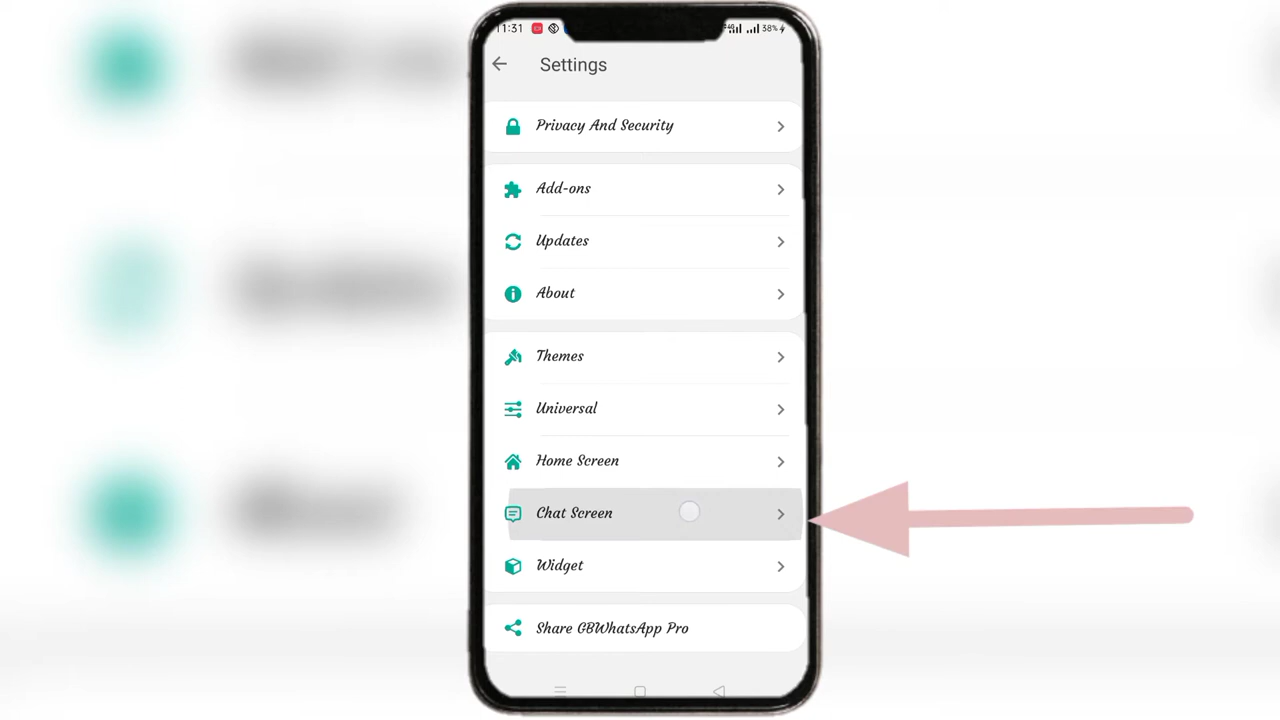 11:31
38%
Settings
Privacy And Security
Add-ons
Updates
About
Themes
Universal
Home Screen
Chat Screen
Widget
Share GBWhatsApp Pro